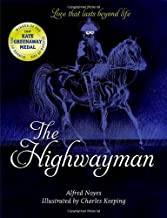 Love that lasts beyond life
KATE
GREENAWAY
MEDAL
The
Highwayman
Alfred Noyes
Illustrated by Charles Keeping